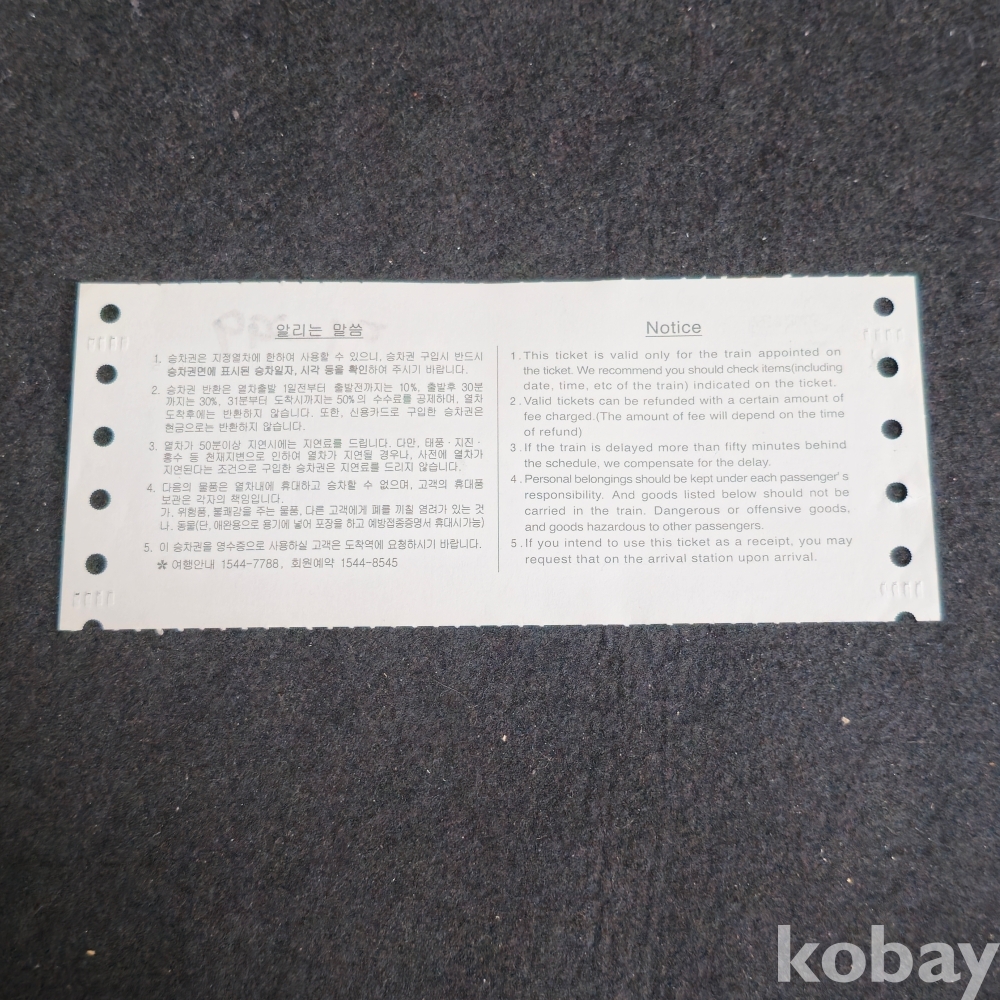 알리는 말씀
1. 승차권은 지정열차에 한하여 사용할 수 있으니, 승차권 구입시 반드시
승차권면에 표시된 승차일자, 시각 등을 확인하여 주시기 바랍니다.
2. 승차권 반환은 열차출발 1일전부터 출발전까지는 10%, 출발후 30분
까지는 30%, 31분부터 도착시까지는 50%의 수수료를 공제하며, 열차
도착후에는 반환하지 않습니다. 또한, 신용카드로 구입한 승차권은
현금으로는 반환하지 않습니다.
3. 열차가 50분이상 지연시에는 지연료를 드립니다. 다만, 태풍·지진·
홍수 등 천재지변으로 인하여 열차가 지연될 경우나, 사전에 열차가
지연된다는 조건으로 구입한 승차권은 지연료를 드리지 않습니다.
4. 다음의 물품은 열차내에 휴대하고 승차할 수 없으며, 고객의 휴대품
보관은 각자의 책임입니다.
가. 위험품, 불쾌감을 주는 물품, 다른 고객에게 폐를 끼칠 염려가 있는 것
나. 동물(단, 애완용으로 용기에 넣어 포장을 하고 예방접종증명서 휴대시가능)
5. 이 승차권을 영수증으로 사용하실 고객은 도착역에 요청하시기 바랍니다.
✽ 여행안내 1544-7788, 회원예약 1544-8545
Notice
1. This ticket is valid only for the train appointed on
the ticket. We recommend you should check items(including
date, time, etc of the train) indicated on the ticket.
2. Valid tickets can be refunded with a certain amount of
fee charged.(The amount of fee will depend on the time
of refund)
3. If the train is delayed more than fifty minutes behind
the schedule, we compensate for the delay.
4. Personal belongings should be kept under each passenger's
responsibility. And goods listed below should not be
carried in the train. Dangerous or offensive goods,
and goods hazardous to other passengers.
5. If you intend to use this ticket as a receipt, you may
request that on the arrival station upon arrival.
kobay